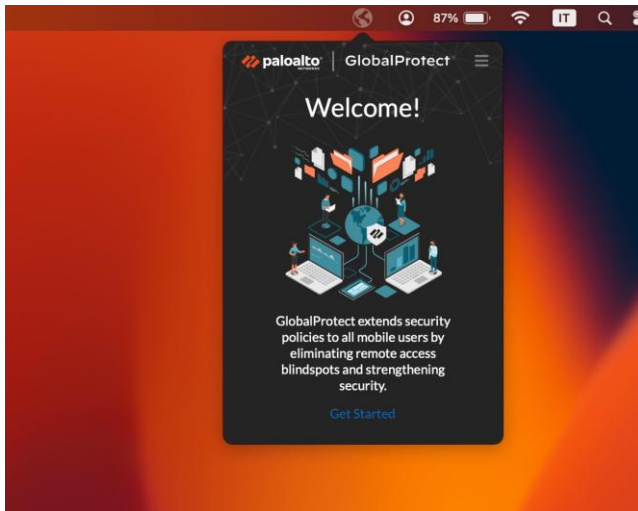 87% IT
paloalto GlobalProtect
NETWORKS
Welcome!
GlobalProtect extends security
policies to all mobile users by
eliminating remote access
blindspots and strengthening
security.
Get Started